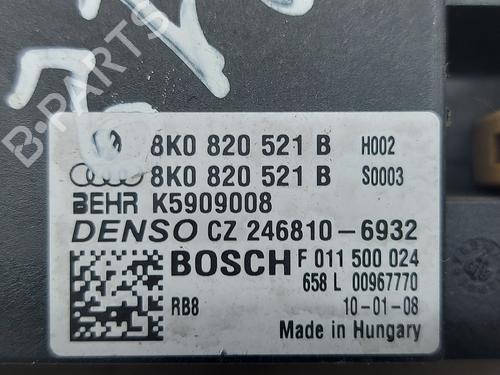 B-PARTS
8K0 820 521 B H002
8K0 820 521 B S0003
BEHR K5909008
DENSO CZ 246810-6932
BOSCH F 011 500 024
658 L 00967770
RB8 10-01-08
Made in Hungary